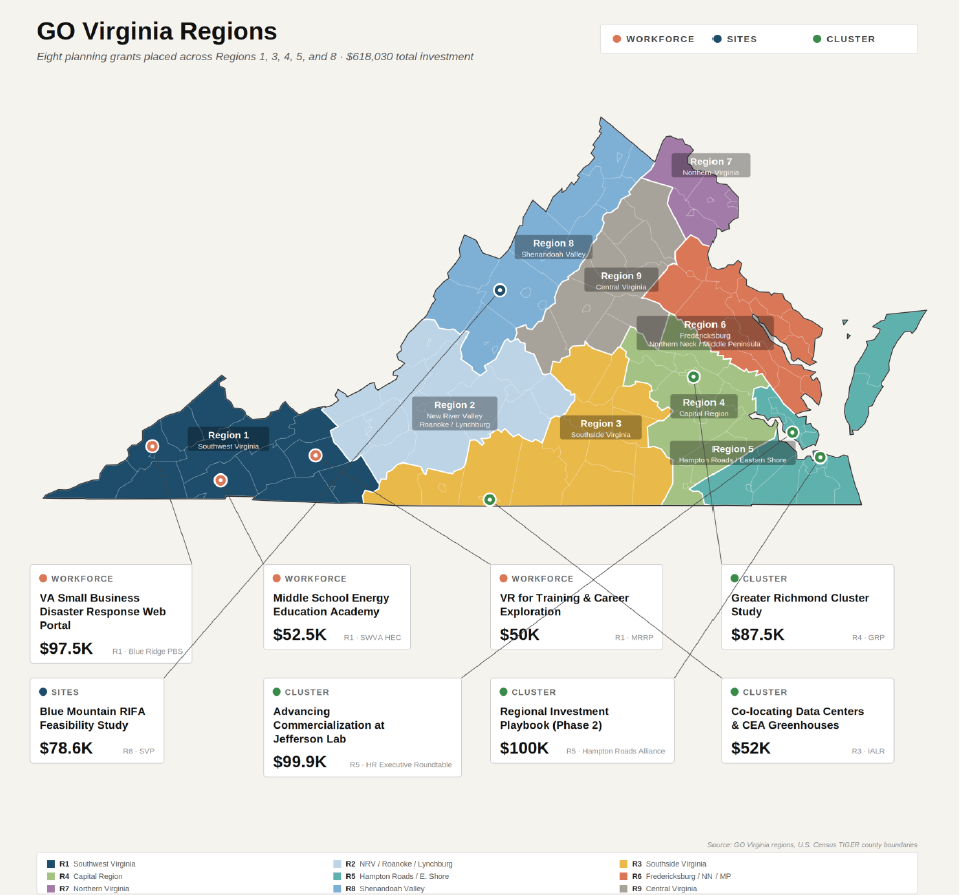 GO Virginia Regions
Eight planning grants placed across Regions 1, 3, 4, 5, and 8 · $618,030 total investment
WORKFORCE
SITES
CLUSTER
Region 7
Northern Virginia
Region 8
Shenandoah Valley
Region 9
Central Virginia
Region 6
Fredericksburg
Northern Neck / Middle Peninsula
Region 2
New River Valley
Roanoke / Lynchburg
Region 4
Capital Region
Region 1
Southwest Virginia
Region 3
Southside Virginia
Region 5
Hampton Roads / Eastern Shore
WORKFORCE
VA Small Business
Disaster Response Web
Portal
$97.5K
R1 · Blue Ridge PBS
WORKFORCE
Middle School Energy
Education Academy
$52.5K
R1 · SWVA HEC
WORKFORCE
VR for Training & Career
Exploration
$50K
R1 · MRRP
CLUSTER
Greater Richmond Cluster
Study
$87.5K
R4 · GRP
SITES
Blue Mountain RIFA
Feasibility Study
$78.6K
R8 · SVP
CLUSTER
Advancing
Commercialization at
Jefferson Lab
$99.9K
R5 · HR Executive Roundtable
CLUSTER
Regional Investment
Playbook (Phase 2)
$100K
R5 · Hampton Roads Alliance
CLUSTER
Co-locating Data Centers
& CEA Greenhouses
$52K
R3 · IALR
Source: GO Virginia regions, U.S. Census TIGER county boundaries
R1 Southwest Virginia
R2 NRV / Roanoke / Lynchburg
R3 Southside Virginia
R4 Capital Region
R5 Hampton Roads / E. Shore
R6 Fredericksburg / NN / MP
R7 Northern Virginia
R8 Shenandoah Valley
R9 Central Virginia